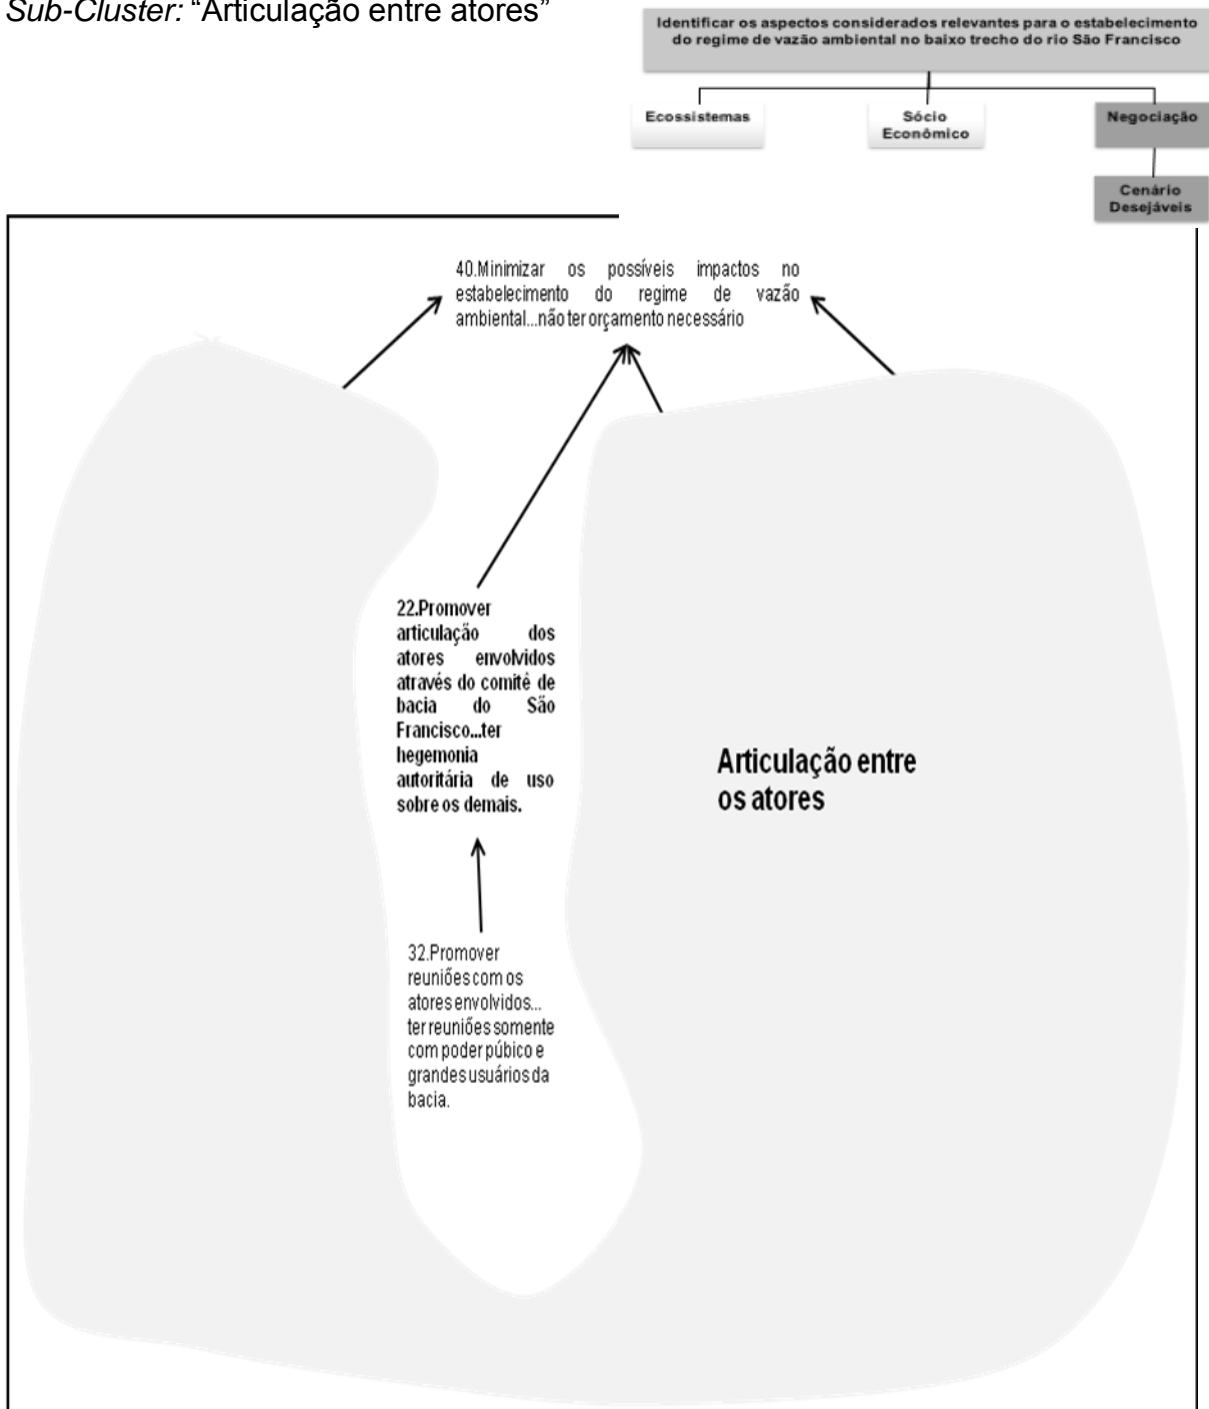 Sub-Cluster: “Articulação entre atores”
Identificar os aspectos considerados relevantes para o estabelecimento
do regime de vazão ambiental no baixo trecho do rio São Francisco
Ecossistemas
Sócio
Econômico
Negociação
Cenário
Desejáveis
40.Minimizar os possíveis impactos no
estabelecimento do regime de vazão
ambiental...não ter orçamento necessário
22.Promover
articulação dos
atores envolvidos
através do comitê de
bacia do São
Francisco...ter
hegemonia
autoritária de uso
sobre os demais.
Articulação entre
os atores
32.Promover
reuniões com os
atores envolvidos...
ter reuniões somente
com poder púbico e
grandes usuários da
bacia.